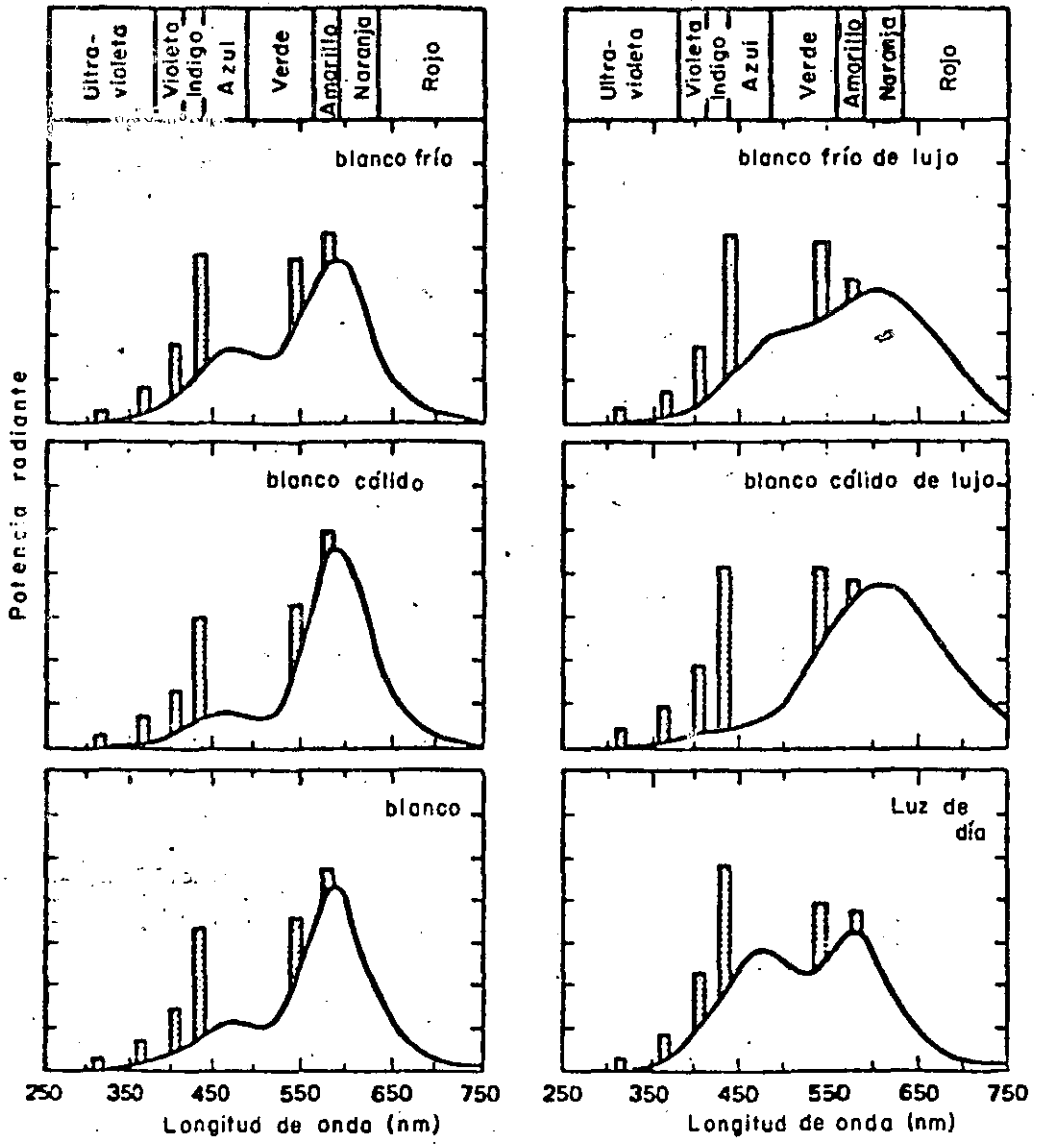 Ultra-
violeta
Violeta
Indigo
Azul
Verde
Amarillo
Naranja
Rojo
Ultra-
violeta
Violeta
Indigo
Azul
Verde
Amarillo
Naranja
Rojo
blanco frío
blanco frío de lujo
Potencia radiante
blanco cálido
blanco cálido de lujo
blanco
Luz de
día
250 350 450 550 650 750
Longitud de onda (nm)
250 350 450 550 650 750
Longitud de onda (nm)